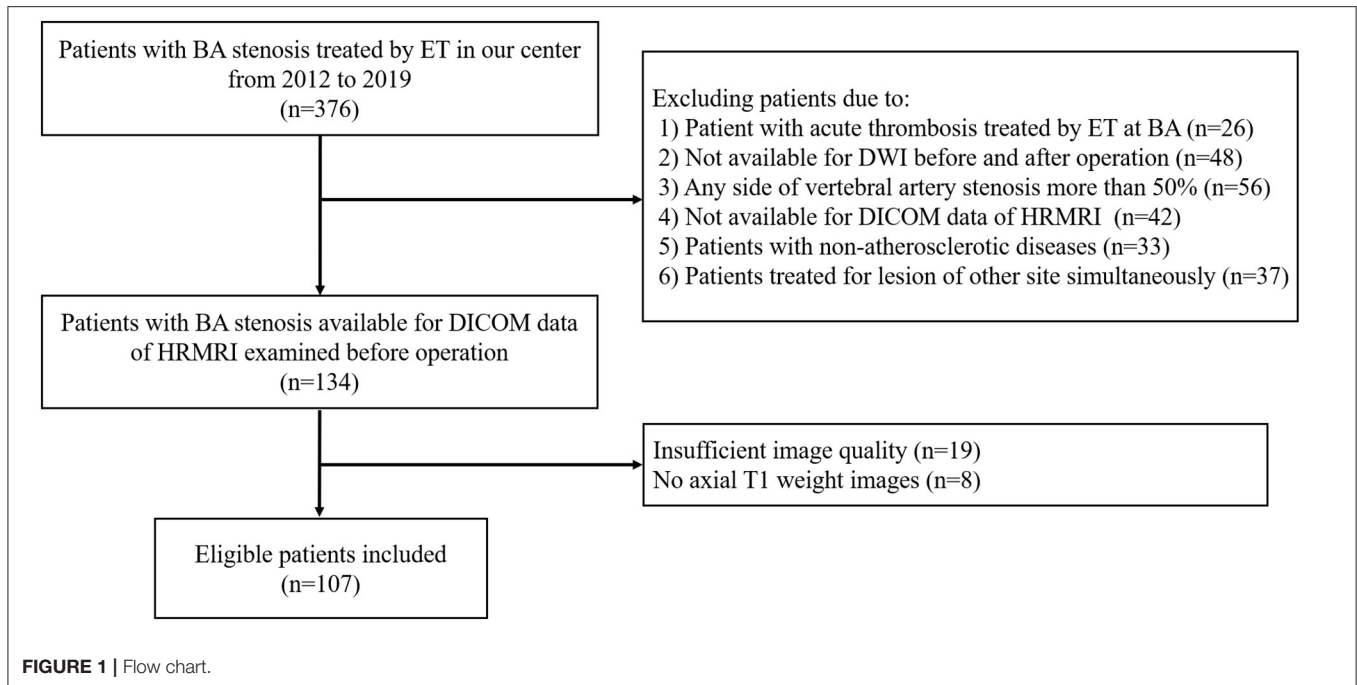 Patients with BA stenosis treated by ET in our center
from 2012 to 2019
(n=376)
Excluding patients due to:
1) Patient with acute thrombosis treated by ET at BA (n=26)
2) Not available for DWI before and after operation (n=48)
3) Any side of vertebral artery stenosis more than 50% (n=56)
4) Not available for DICOM data of HRMRI (n=42)
5) Patients with non-atherosclerotic diseases (n=33)
6) Patients treated for lesion of other site simultaneously (n=37)
Patients with BA stenosis available for DICOM data
of HRMRI examined before operation
(n=134)
Insufficient image quality (n=19)
No axial T1 weight images (n=8)
Eligible patients included
(n=107)
FIGURE 1 | Flow chart.